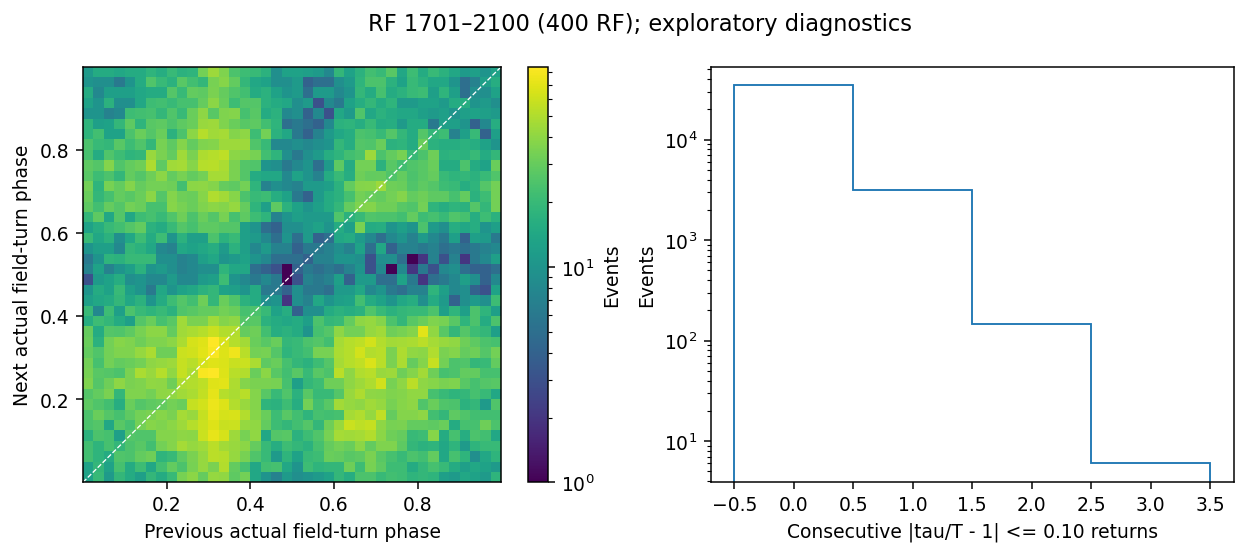 RF 1701–2100 (400 RF); exploratory diagnostics
Next actual field-turn phase
0.8
0.6
0.4
0.2
0.2 0.4 0.6 0.8
Previous actual field-turn phase
10¹
10⁰
Events
Events
10⁴
10³
10²
10¹
−0.5 0.0 0.5 1.0 1.5 2.0 2.5 3.0 3.5
Consecutive |tau/T - 1| <= 0.10 returns